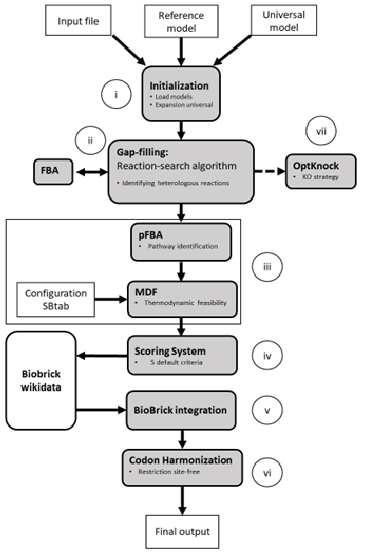 Input file
Reference
model
Universal
model
Initialization
• Load models
• Expansion universal
i
ii
Gap-filling:
Reaction-search algorithm
• Identifying heterologous reactions
FBA
vii
OptKnock
• KO strategy
pFBA
• Pathway identification
iii
Configuration
SBtab
MDF
• Thermodynamic feasibility
Scoring System
• Si default criteria
iv
Biobrick
wikidata
BioBrick integration
v
Codon Harmonization
• Restriction site-free
vi
Final output